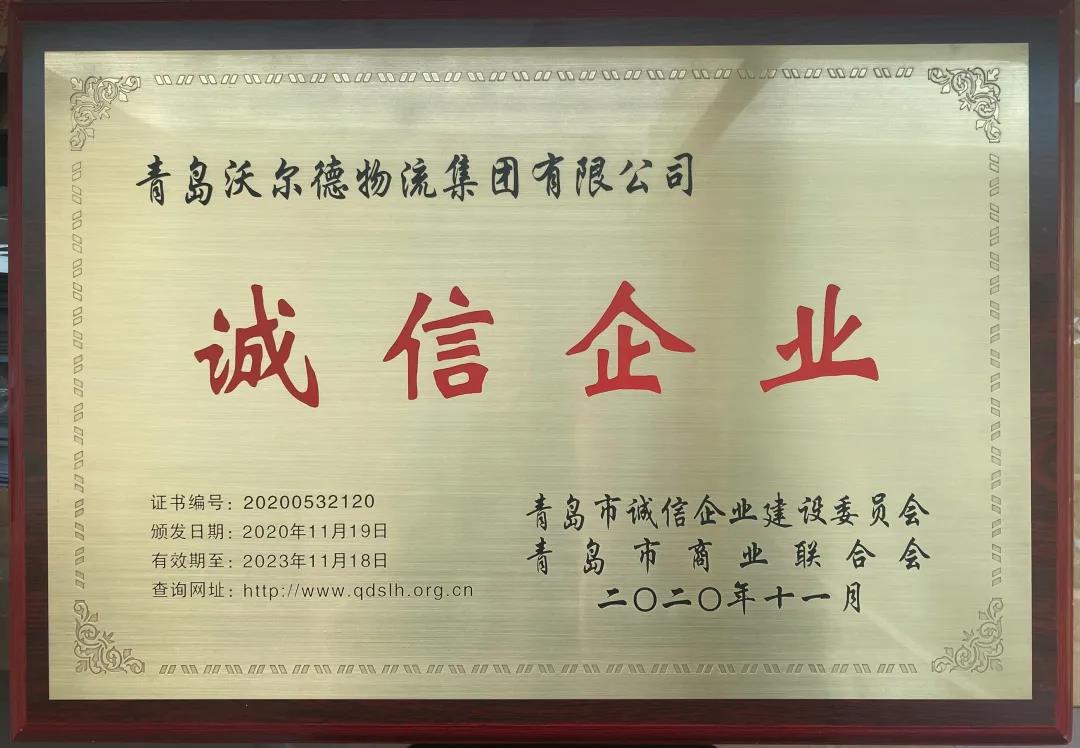 青岛沃尔德物流集团有限公司
诚信企业
证书编号：20200532120
颁发日期：2020年11月19日
有效期至：2023年11月18日
查询网址：http://www.qdslh.org.cn
青岛市诚信企业建设委员会
青岛市商业联合会
二〇二〇年十一月